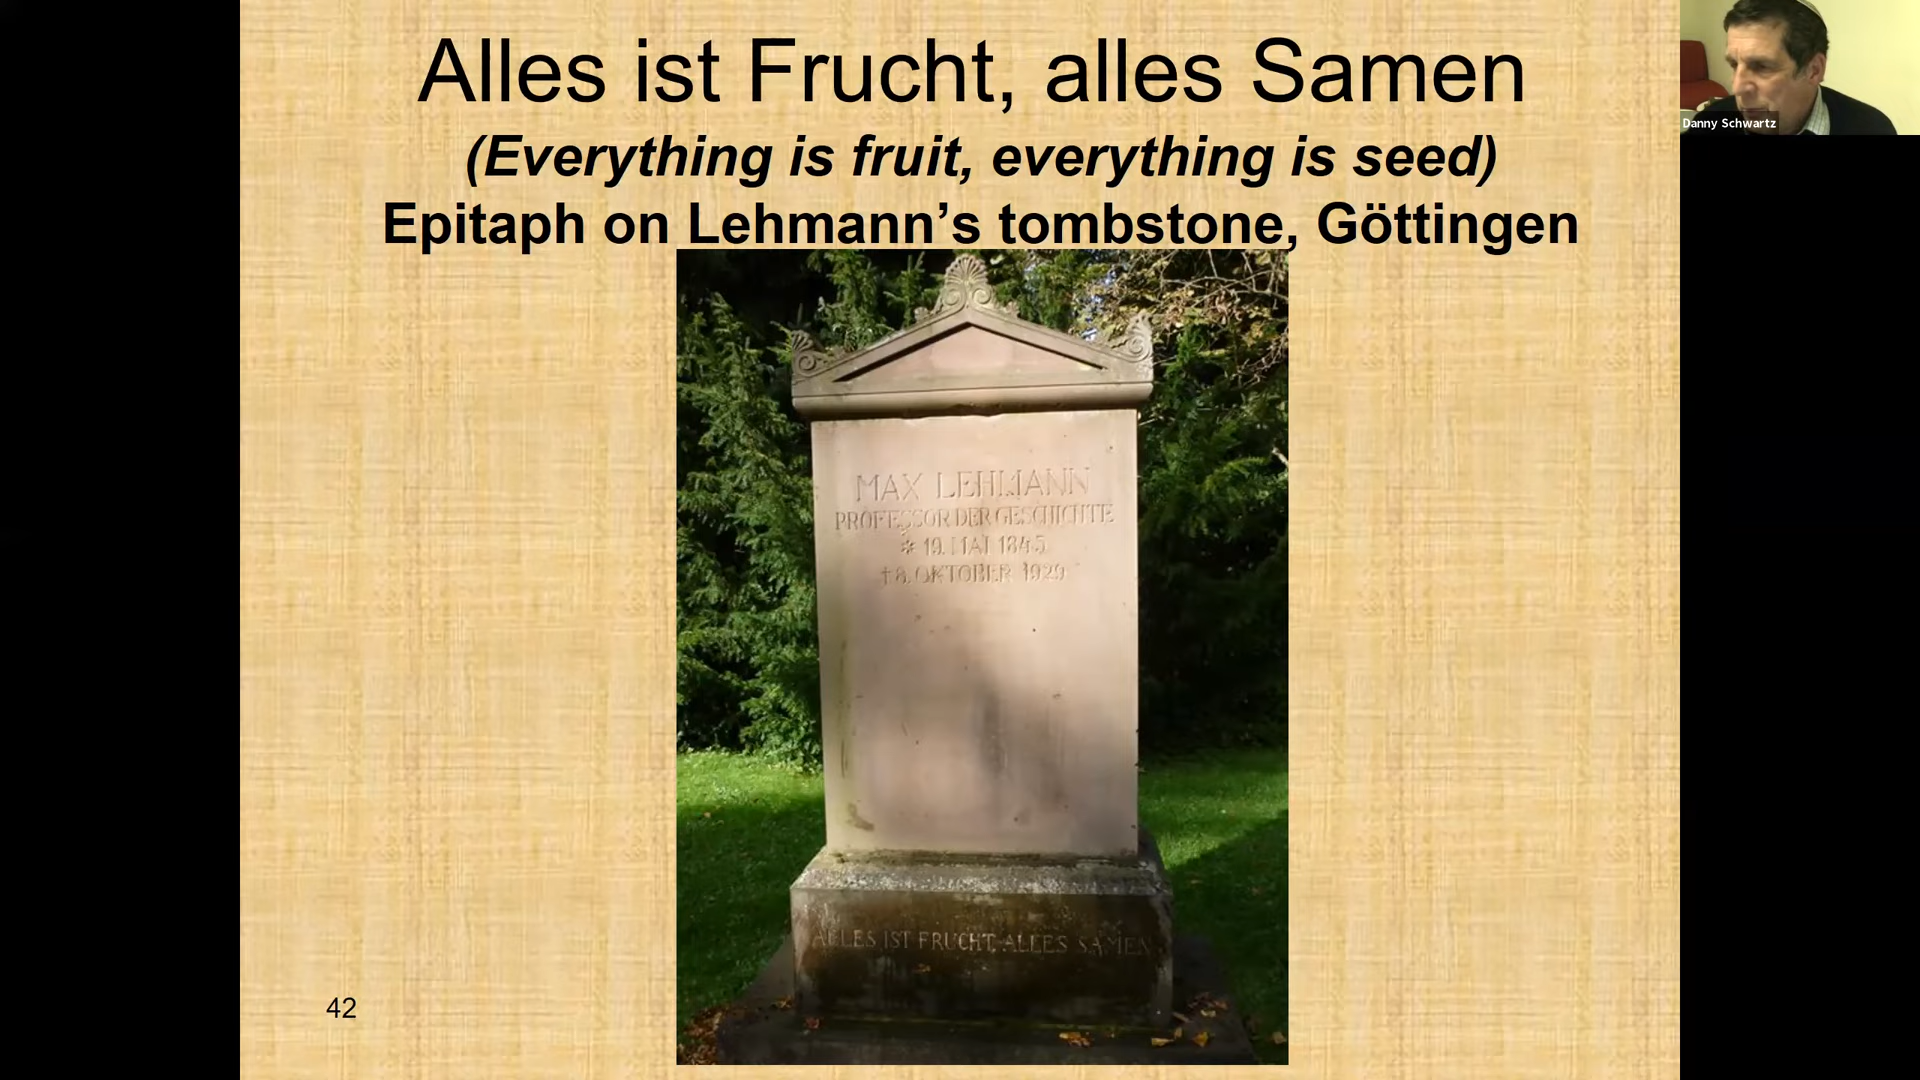 Alles ist Frucht, alles Samen
(Everything is fruit, everything is seed)
Epitaph on Lehmann's tombstone, Göttingen
Danny Schwartz
MAX LEHMANN
PROFESSOR DER GESCHICHTE
* 19. MAI 1845
† 8. OKTOBER 1929
ALLES IST FRUCHT, ALLES SAMEN
42